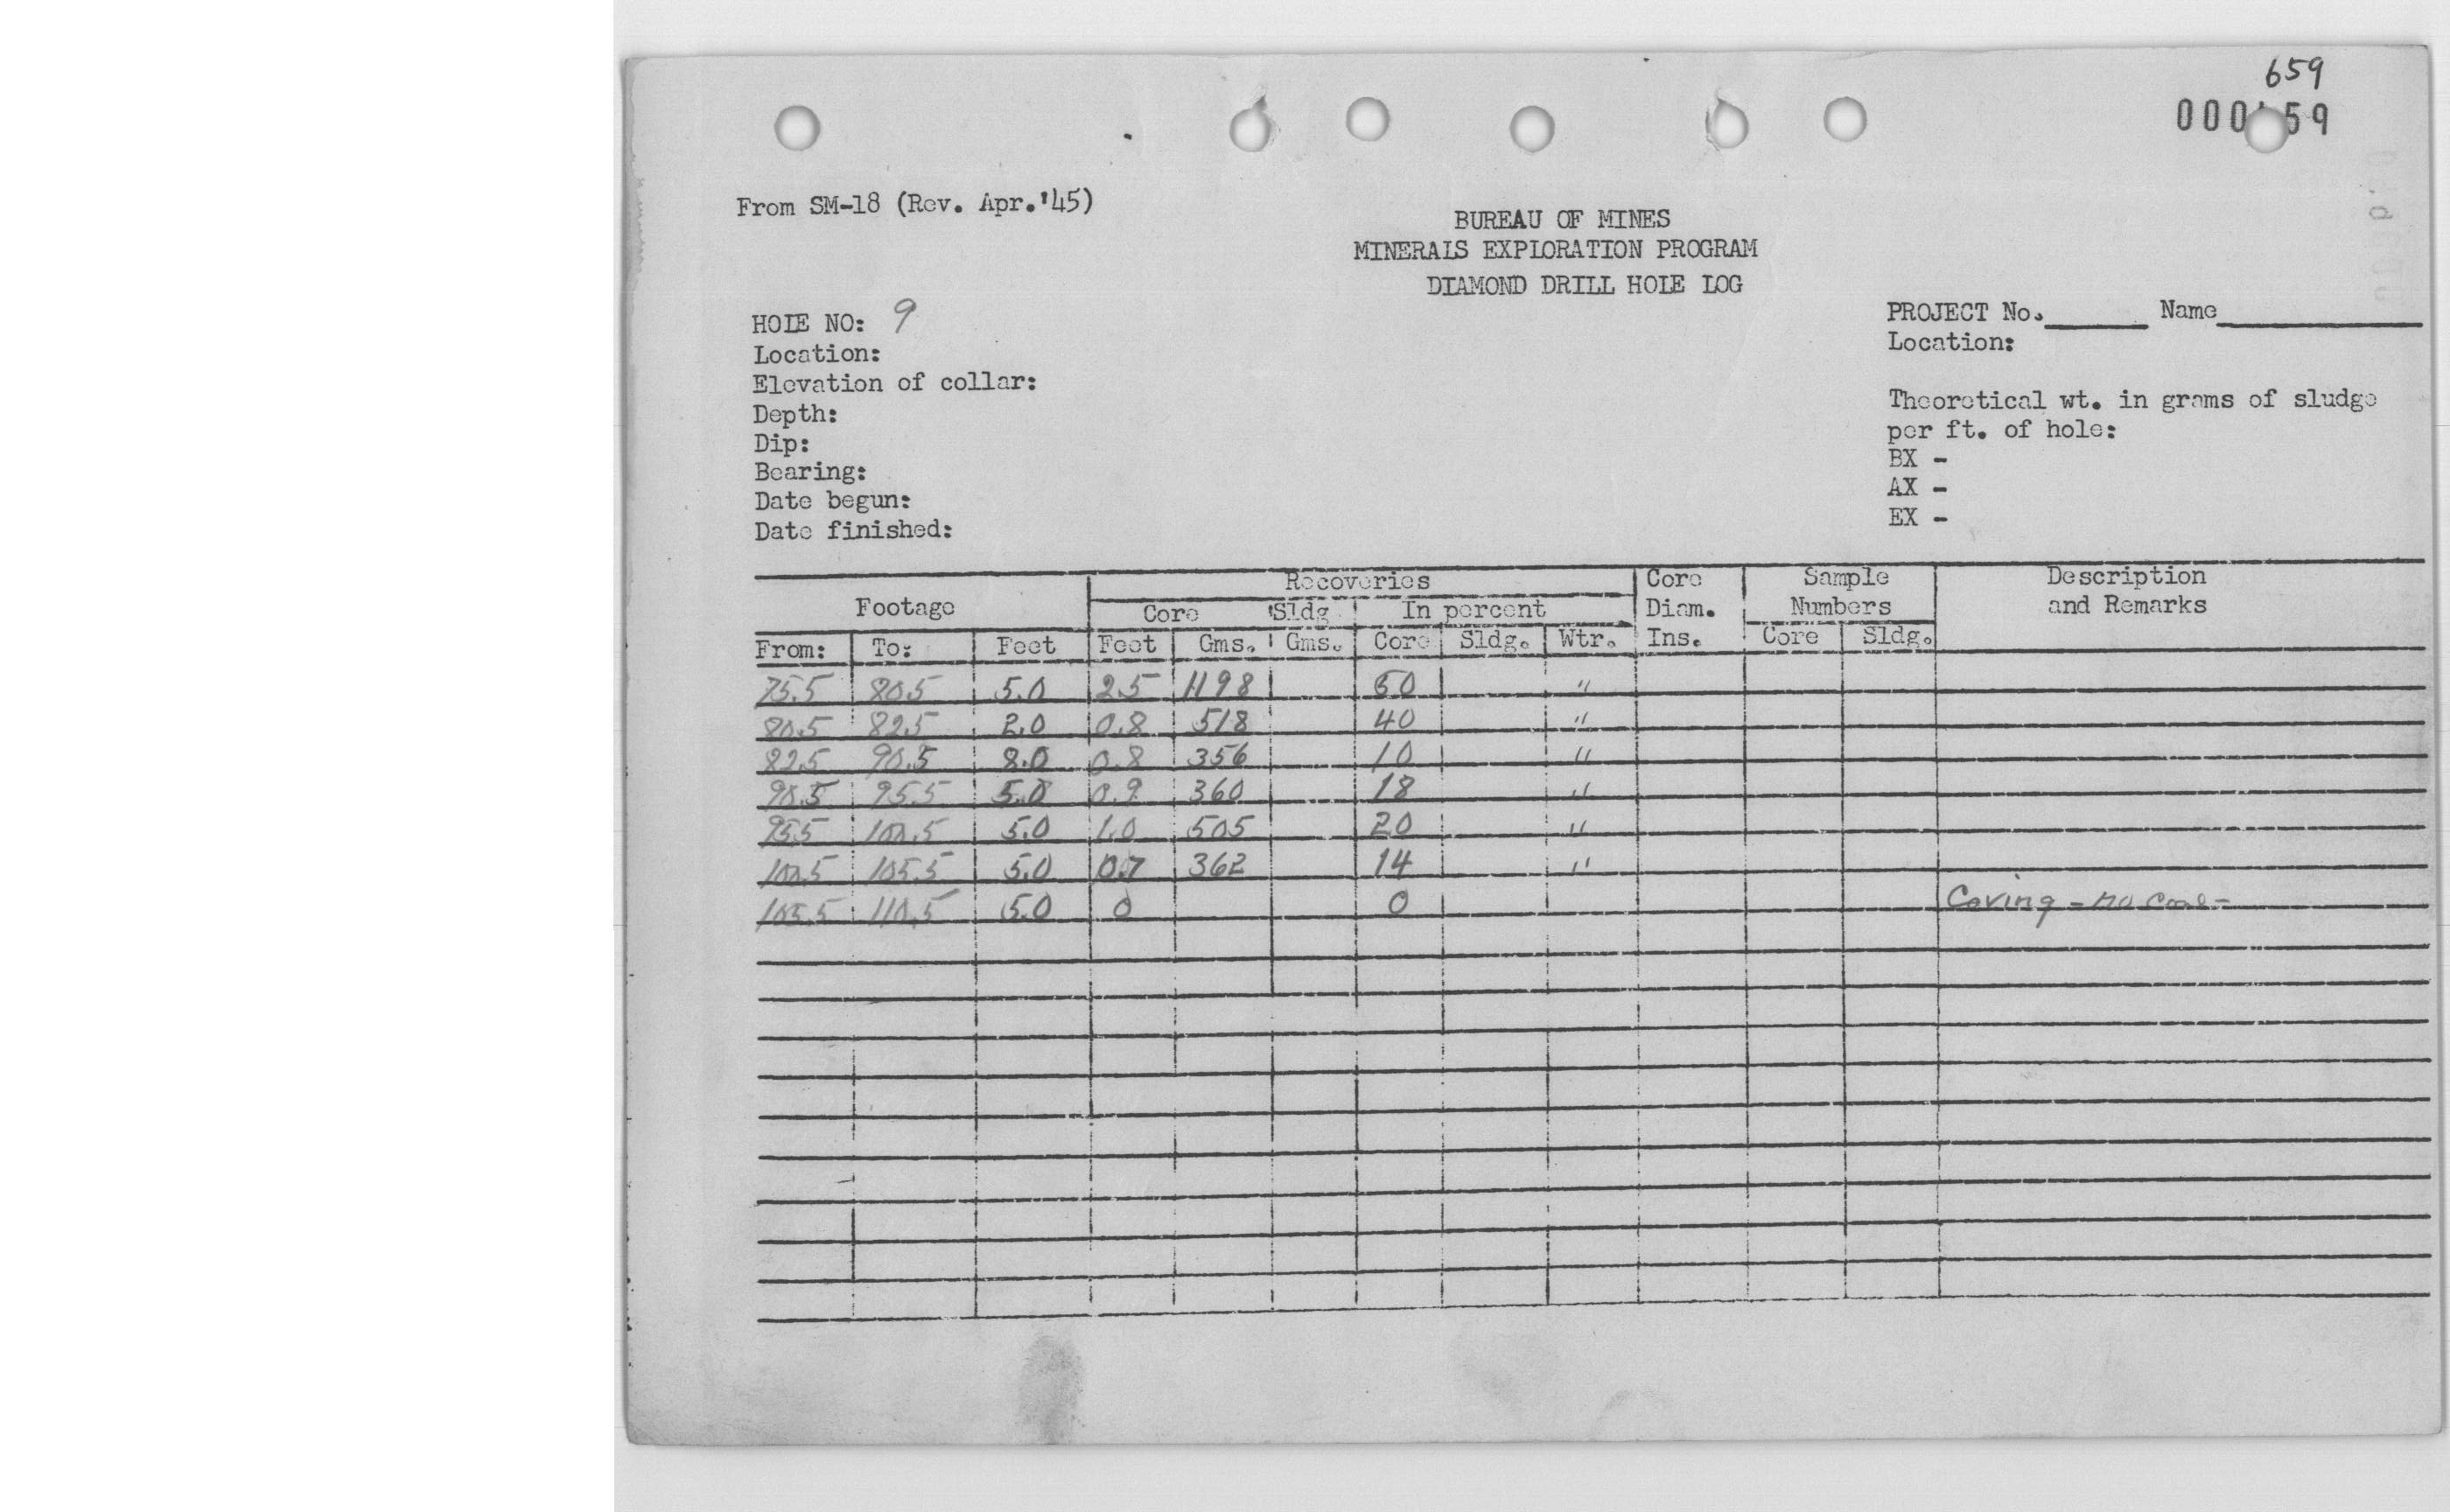 659
000 59
From SM-18 (Rev. Apr.'45)
BUREAU OF MINES
MINERALS EXPLORATION PROGRAM
DIAMOND DRILL HOLE LOG
HOLE NO: 9
PROJECT No. Name
Location:
Location:
Elevation of collar:
Theoretical wt. in grams of sludge
Depth:
per ft. of hole:
Dip:
BX -
Bearing:
AX -
Date begun:
EX -
Date finished:
Recoveries Core Sample Description
Footage Core Sldg In percent Diam. Numbers and Remarks
From: To: Feet Feet Gms. Gms. Core Sldg. Wtr. Ins. Core Sldg.
75.5 80.5 5.0 2.5 1198 50 "
80.5 82.5 2.0 0.8 518 40 "
82.5 90.5 8.0 0.8 356 10 "
90.5 95.5 5.0 0.9 360 18 "
95.5 100.5 5.0 1.0 505 20 "
100.5 105.5 5.0 0.7 362 14 "
105.5 110.5 5.0 0 0 Caving - no core -